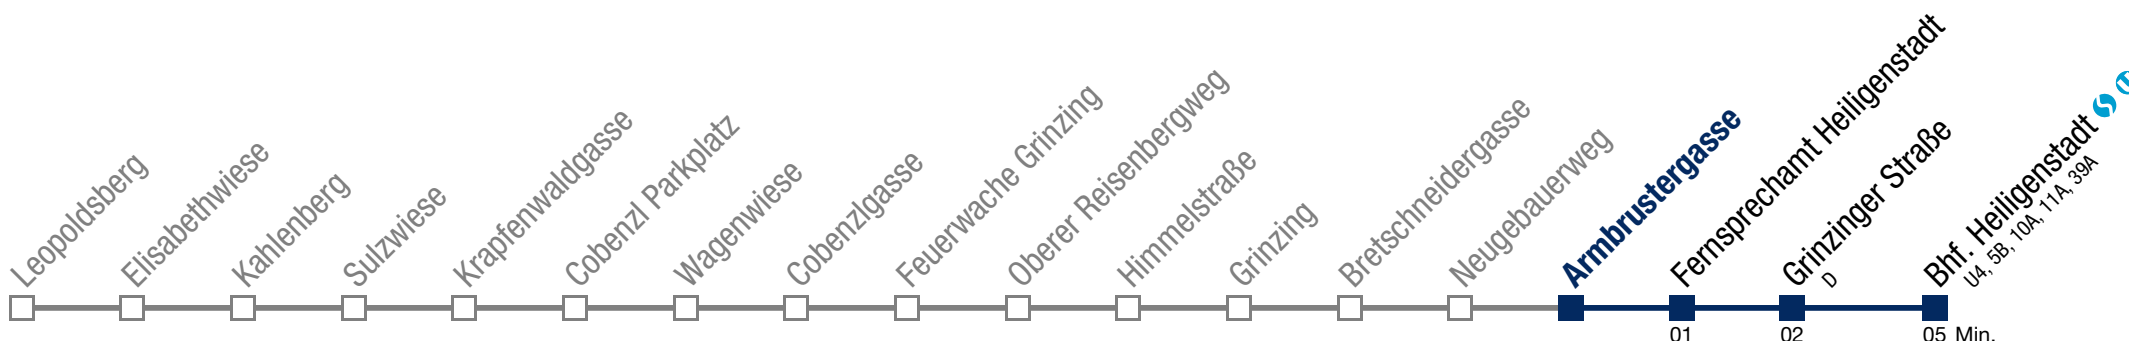 Leopoldsberg
Elisabethwiese
Kahlenberg
Sulzwiese
Krapfenwaldgasse
Cobenzl Parkplatz
Wagenwiese
Cobenzlgasse
Feuerwache Grinzing
Oberer Reisenbergweg
Himmelstraße
Grinzing
Bretschneidergasse
Neugebauerweg
Armbrustergasse
Fernsprechamt Heiligenstadt
Grinzinger Straße
D
Bhf. Heiligenstadt
U4, 5B, 10A, 11A, 39A
01
02
05 Min.